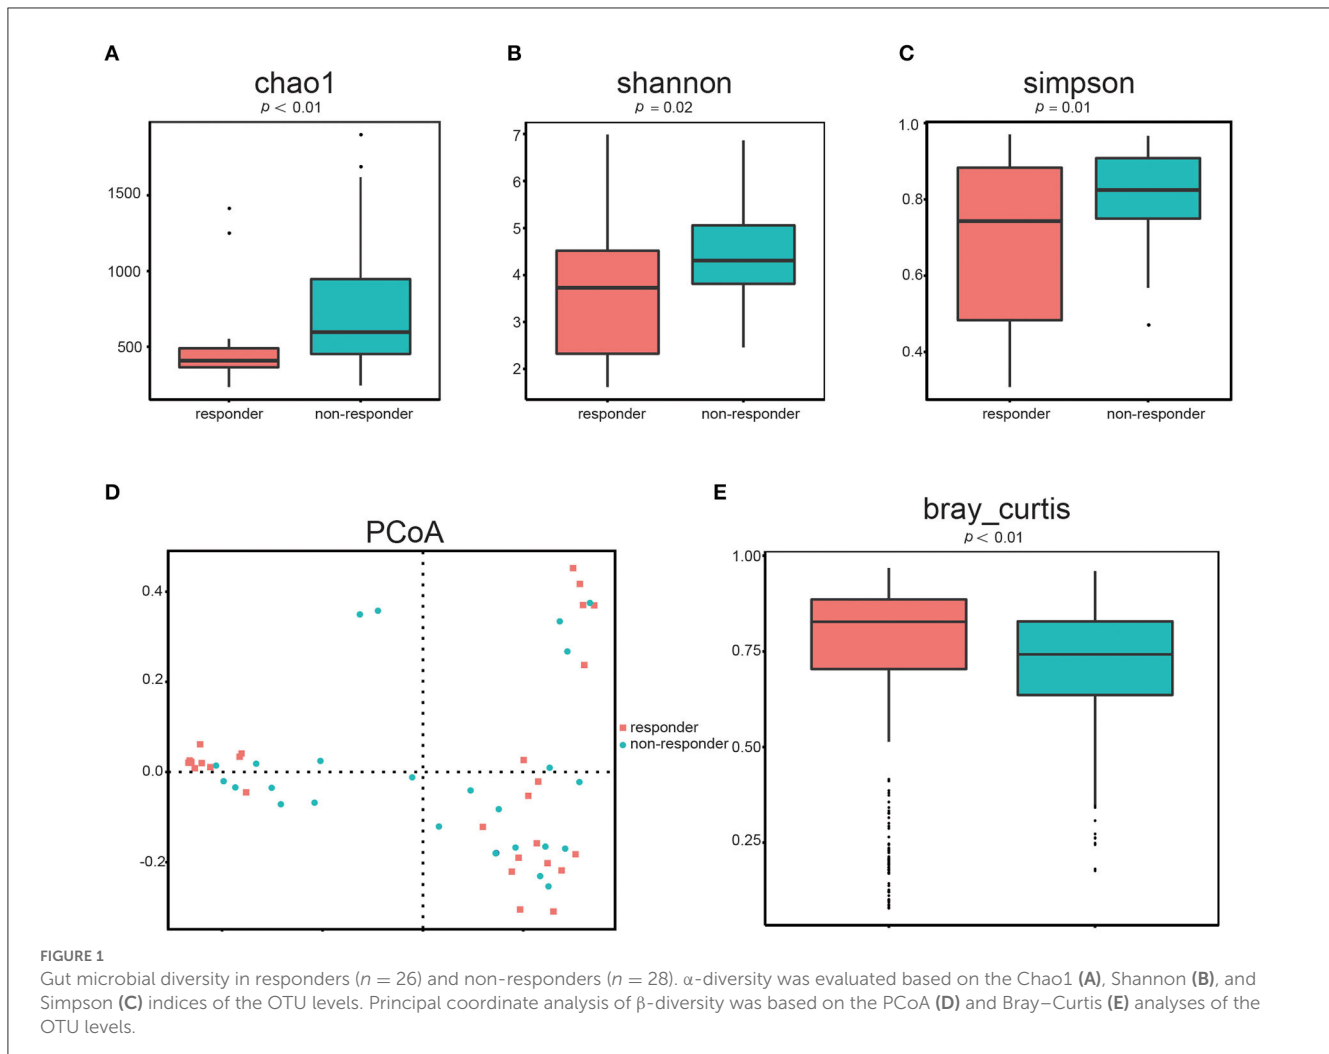 A
chao1
p < 0.01
1500
1000
500
responder
non-responder
B
shannon
p = 0.02
7
6
5
4
3
2
responder
non-responder
C
simpson
p = 0.01
1.0
0.8
0.6
0.4
responder
non-responder
D
PCoA
0.4
0.2
0.0
-0.2
responder
non-responder
E
bray_curtis
p < 0.01
1.00
0.75
0.50
0.25
FIGURE 1
Gut microbial diversity in responders (n = 26) and non-responders (n = 28). α-diversity was evaluated based on the Chao1 (A), Shannon (B), and
Simpson (C) indices of the OTU levels. Principal coordinate analysis of β-diversity was based on the PCoA (D) and Bray–Curtis (E) analyses of the
OTU levels.